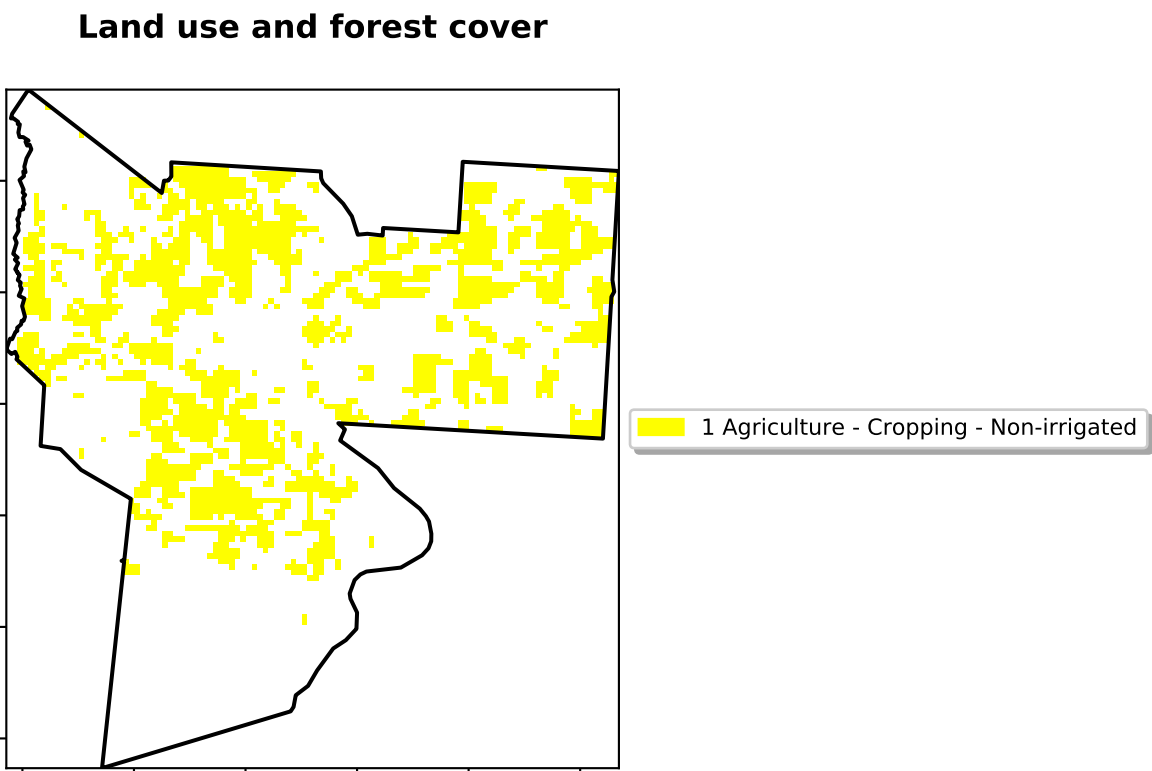 Land use and forest cover
1 Agriculture - Cropping - Non-irrigated